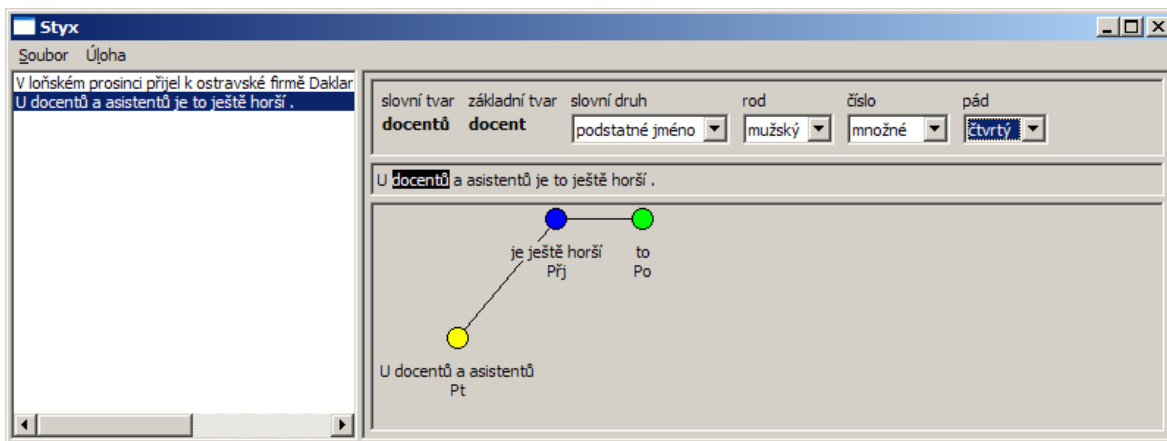 Styx
Soubor Úloha
V loňském prosinci přijel k ostravské firmě Daklar
U docentů a asistentů je to ještě horší .
slovní tvar základní tvar slovní druh rod číslo pád
docentů docent podstatné jméno mužský množné čtvrtý
U docentů a asistentů je to ještě horší .
je ještě horší to
Přj Po
U docentů a asistentů
Pt